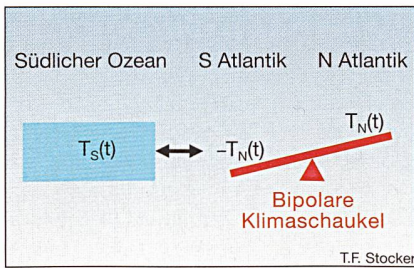 Südlicher Ozean S Atlantik N Atlantik
T_N(t)
T_S(t) –T_N(t)
Bipolare
Klimaschaukel
T.F. Stocker